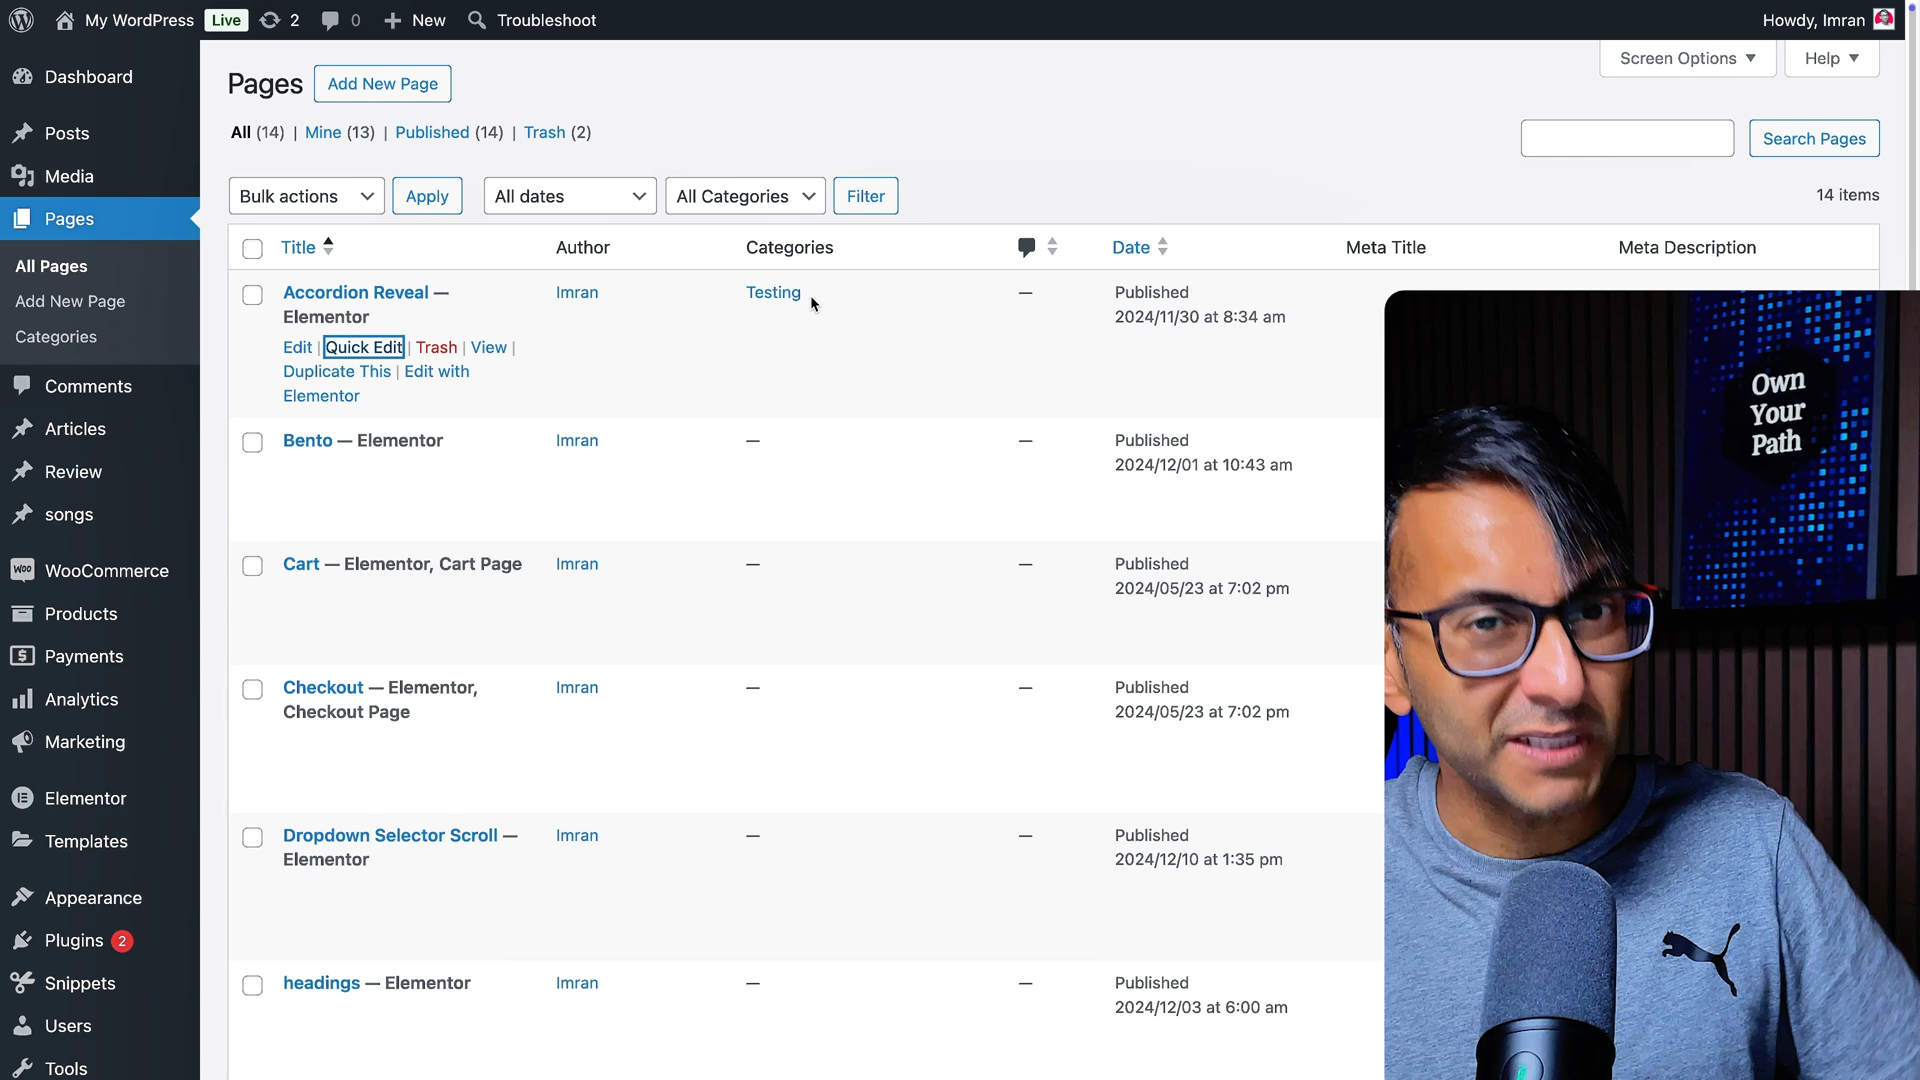 My WordPress Live 2 0 New Troubleshoot Howdy, Imran
Dashboard
Posts
Media
Pages
All Pages
Add New Page
Categories
Comments
Articles
Review
songs
WooCommerce
Products
Payments
Analytics
Marketing
Elementor
Templates
Appearance
Plugins 2
Snippets
Users
Tools
Screen Options Help
Pages Add New Page
All (14) | Mine (13) | Published (14) | Trash (2)
Search Pages
Bulk actions Apply All dates All Categories Filter 14 items
Title Author Categories Date Meta Title Meta Description
Accordion Reveal — Imran Testing — Published
Elementor 2024/11/30 at 8:34 am
Edit | Quick Edit | Trash | View |
Duplicate This | Edit with
Elementor
Bento — Elementor Imran — — Published
2024/12/01 at 10:43 am
Cart — Elementor, Cart Page Imran — — Published
2024/05/23 at 7:02 pm
Checkout — Elementor, Imran — — Published
Checkout Page 2024/05/23 at 7:02 pm
Dropdown Selector Scroll — Imran — — Published
Elementor 2024/12/10 at 1:35 pm
headings — Elementor Imran — — Published
2024/12/03 at 6:00 am
Own
Your
Path